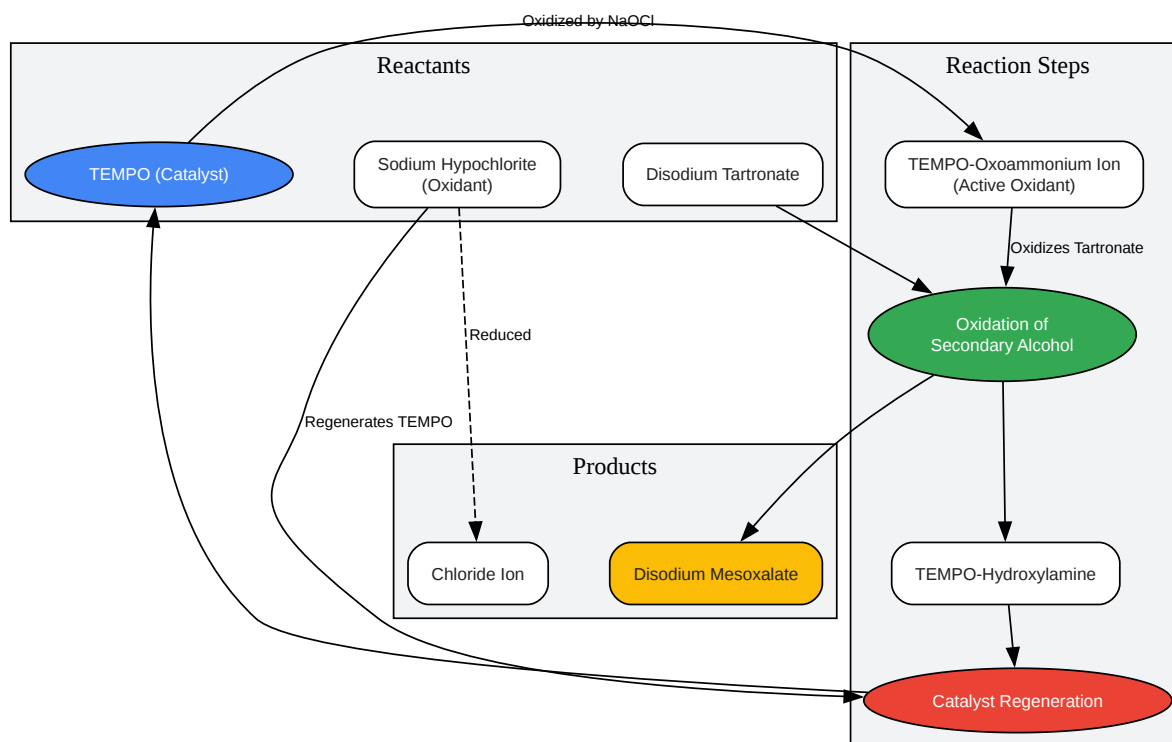 Oxidized by NaOCl
Reactants
Reaction Steps
TEMPO (Catalyst)
Sodium Hypochlorite
(Oxidant)
Disodium Tartronate
TEMPO-Oxoammonium Ion
(Active Oxidant)
Oxidizes Tartronate
Oxidation of
Secondary Alcohol
Reduced
Regenerates TEMPO
Products
Chloride Ion
Disodium Mesoxalate
TEMPO-Hydroxylamine
Catalyst Regeneration